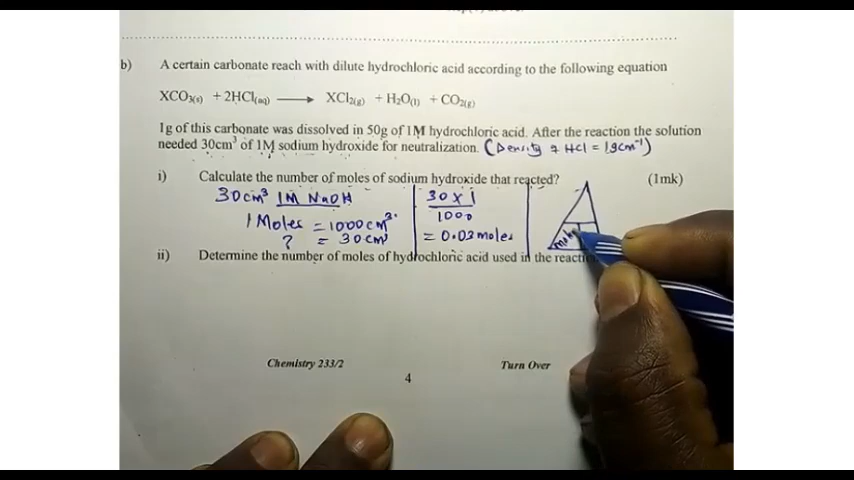 b) A certain carbonate reach with dilute hydrochloric acid according to the following equation
XCO3(s) + 2HCl(aq) ⟶ XCl2(g) + H2O(l) + CO2(g)
1g of this carbonate was dissolved in 50g of 1M hydrochloric acid. After the reaction the solution
needed 30cm³ of 1M sodium hydroxide for neutralization. (Density of HCl = 1gcm⁻¹)
i) Calculate the number of moles of sodium hydroxide that reacted? (1mk)
30cm³ 1M NaOH
1 Moles = 1000cm³.
? = 30cm³
30 x 1
1000
= 0.03moles
ii) Determine the number of moles of hydrochloric acid used in the
Chemistry 233/2 Turn Over
4